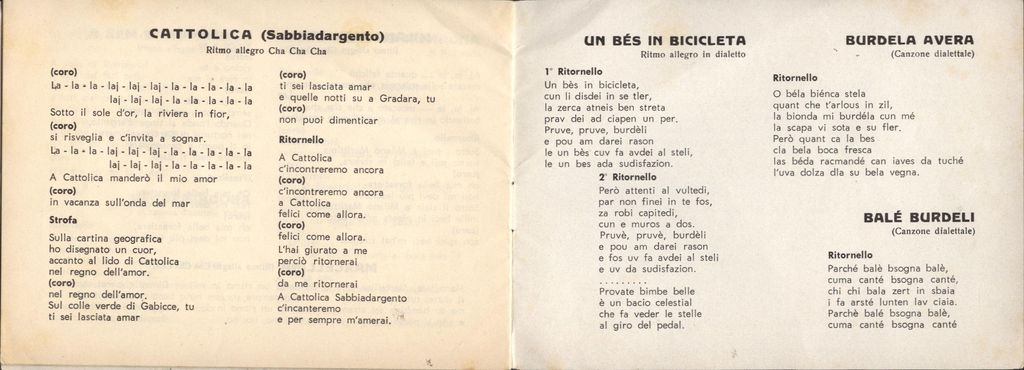 CATTOLICA (Sabbiadargento)
Ritmo allegro Cha Cha Cha
(coro)
La - la - la - laj - laj - laj - la - la - la - la - la
laj - laj - laj - laj - la - la - la - la - la
Sotto il sole d'or, la riviera in fior,
(coro)
si risveglia e c'invita a sognar.
La - la - la - laj - laj - laj - la - la - la - la - la
laj - laj - laj - laj - la - la - la - la - la
A Cattolica manderò il mio amor
(coro)
in vacanza sull'onda del mar
Strofa
Sulla cartina geografica
ho disegnato un cuor,
accanto al lido di Cattolica
nel regno dell'amor.
(coro)
nel regno dell'amor.
Sul colle verde di Gabicce, tu
ti sei lasciata amar
(coro)
ti sei lasciata amar
e quelle notti su a Gradara, tu
(coro)
non puoi dimenticar
Ritornello
A Cattolica
c'incontreremo ancora
(coro)
c'incontreremo ancora
a Cattolica
felici come allora.
(coro)
felici come allora.
L'hai giurato a me
perciò ritornerai
(coro)
da me ritornerai
A Cattolica Sabbiadargento
c'incanteremo
e per sempre m'amerai.
UN BÉS IN BICICLETA
Ritmo allegro in dialetto
1° Ritornello
Un bès in bicicleta,
cun li disdei in se tler,
la zerca atneis ben streta
prav dei ad ciapen un per.
Pruve, pruve, burdèli
e pou am darei rason
le un bès cuv fa avdei al steli,
le un bes ada sudisfazion.
2° Ritornello
Però attenti al vultedi,
par non finei in te fos,
za robi capitedi,
cun e muros a dos.
Pruvè, pruvè, burdèli
e pou am darei rason
e fos uv fa avdei al steli
e uv da sudisfazion.
. . . . . . . . .
Provate bimbe belle
è un bacio celestial
che fa veder le stelle
al giro del pedal.
BURDELA AVERA
(Canzone dialettale)
Ritornello
O béla biénca stela
quant che t'arlous in zil,
la bionda mi burdéla cun mé
la scapa vi sota e su fler.
Però quant ca la bes
cla bela boca fresca
las béda racmandé can iaves da tuché
l'uva dolza dla su bela vegna.
BALÉ BURDELI
(Canzone dialettale)
Ritornello
Parché balè bsogna balè,
cuma canté bsogna canté,
chi chi bala zert in sbaia
i fa arsté lunten lav ciaia.
Parchè balé bsogna balè,
cuma canté bsogna canté